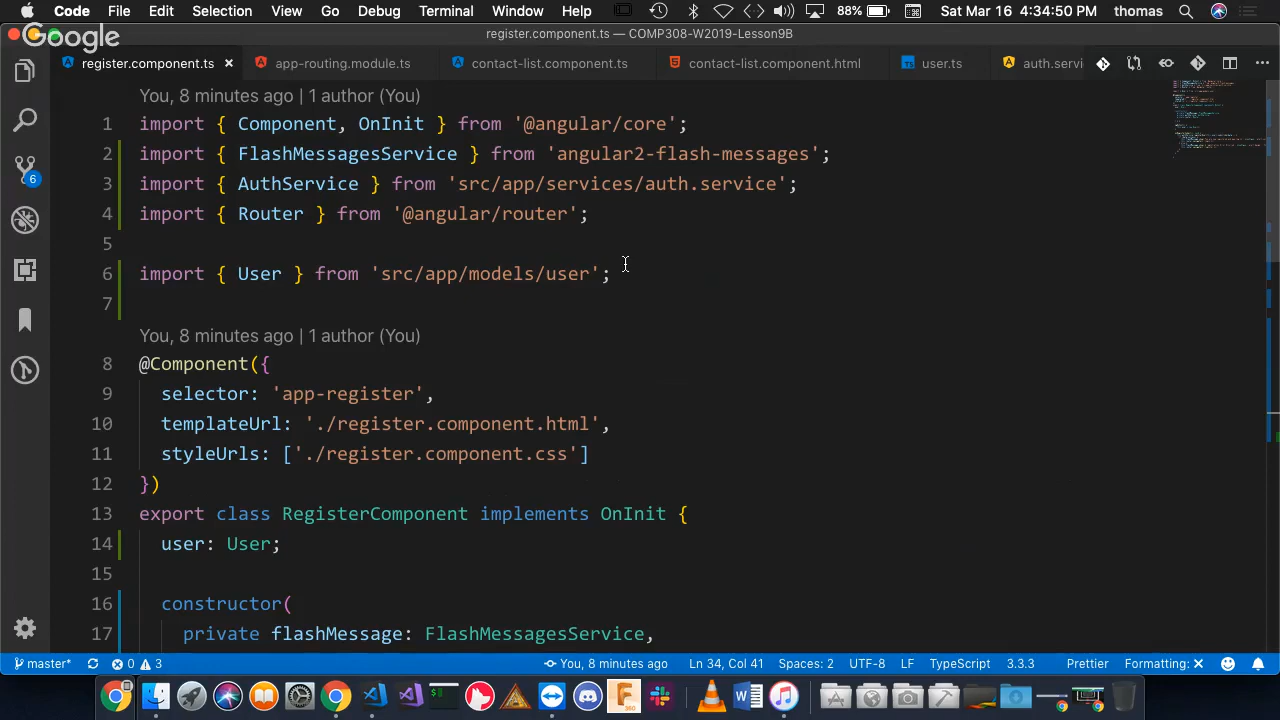 Code File Edit Selection View Go Debug Terminal Window Help 88% Sat Mar 16 4:34:50 PM thomas
Google
register.component.ts — COMP308-W2019-Lesson9B
register.component.ts × app-routing.module.ts contact-list.component.ts contact-list.component.html user.ts auth.servi
You, 8 minutes ago | 1 author (You)
1 import { Component, OnInit } from '@angular/core';
2 import { FlashMessagesService } from 'angular2-flash-messages';
3 import { AuthService } from 'src/app/services/auth.service';
4 import { Router } from '@angular/router';
5
6 import { User } from 'src/app/models/user';
7
You, 8 minutes ago | 1 author (You)
8 @Component({
9 selector: 'app-register',
10 templateUrl: './register.component.html',
11 styleUrls: ['./register.component.css']
12 })
13 export class RegisterComponent implements OnInit {
14 user: User;
15
16 constructor(
17 private flashMessage: FlashMessagesService,
6
master* 0 3 You, 8 minutes ago Ln 34, Col 41 Spaces: 2 UTF-8 LF TypeScript 3.3.3 Prettier Formatting: ×